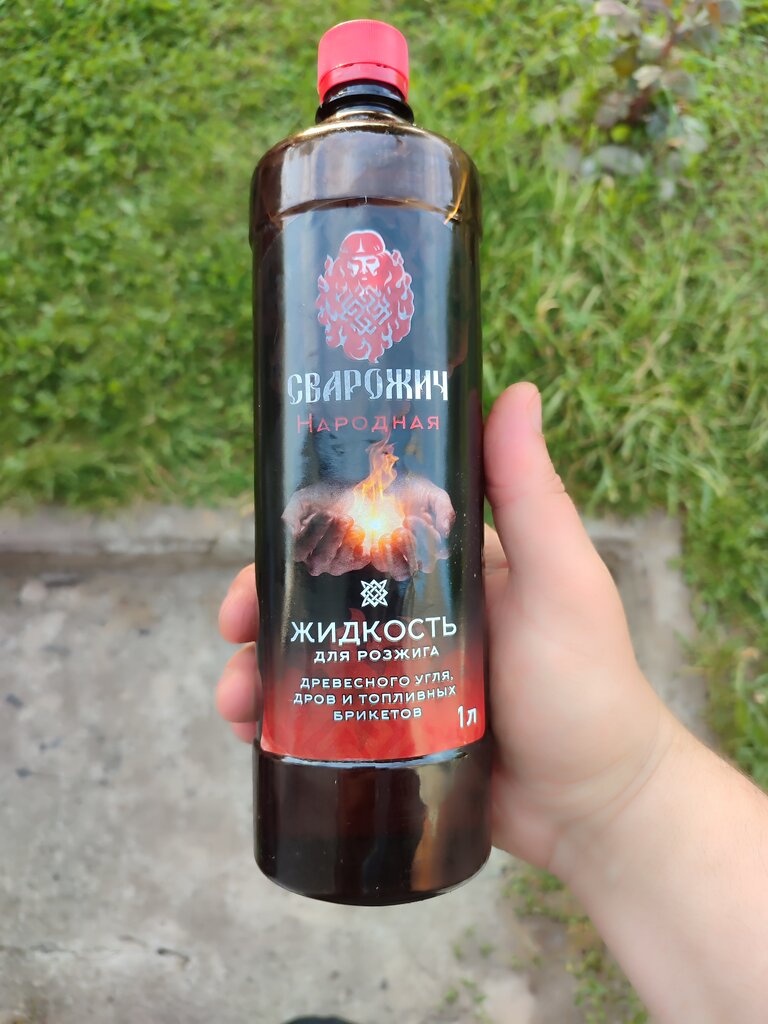 СВАРОЖИЧ
НАРОДНАЯ
ЖИДКОСТЬ
ДЛЯ РОЗЖИГА
ДРЕВЕСНОГО УГЛЯ,
ДРОВ И ТОПЛИВНЫХ
БРИКЕТОВ
1л